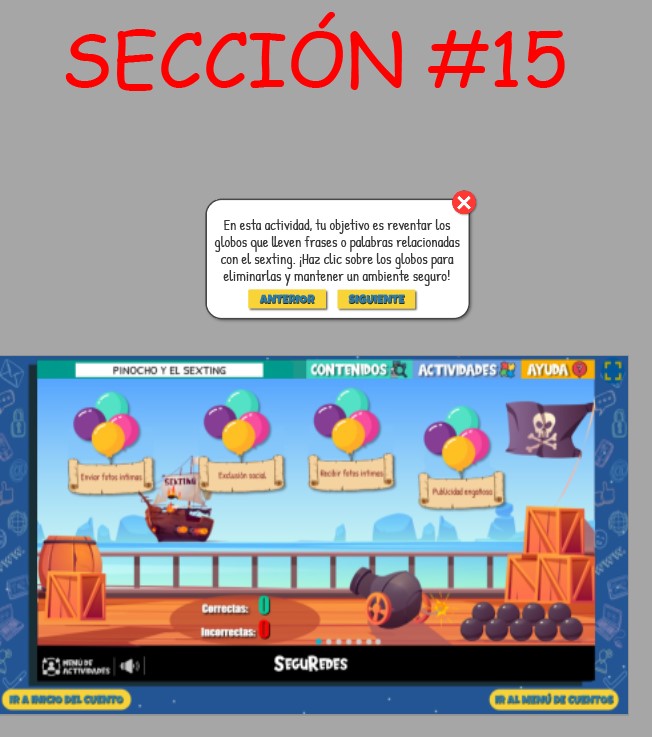 SECCIÓN #15
En esta actividad, tu objetivo es reventar los
globos que lleven frases o palabras relacionadas
con el sexting. ¡Haz clic sobre los globos para
eliminarlas y mantener un ambiente seguro!
ANTERIOR SIGUIENTE
PINOCHO Y EL SEXTING CONTENIDOS ACTIVIDADES AYUDA
Enviar fotos íntimas
SEXTING
Exclusión social
Recibir fotos íntimas
Publicidad engañosa
Correctas: 0
Incorrectas: 0
MENÚ DE
ACTIVIDADES
SEGUREDES
IR A INICIO DEL CUENTO IR AL MENÚ DE CUENTOS